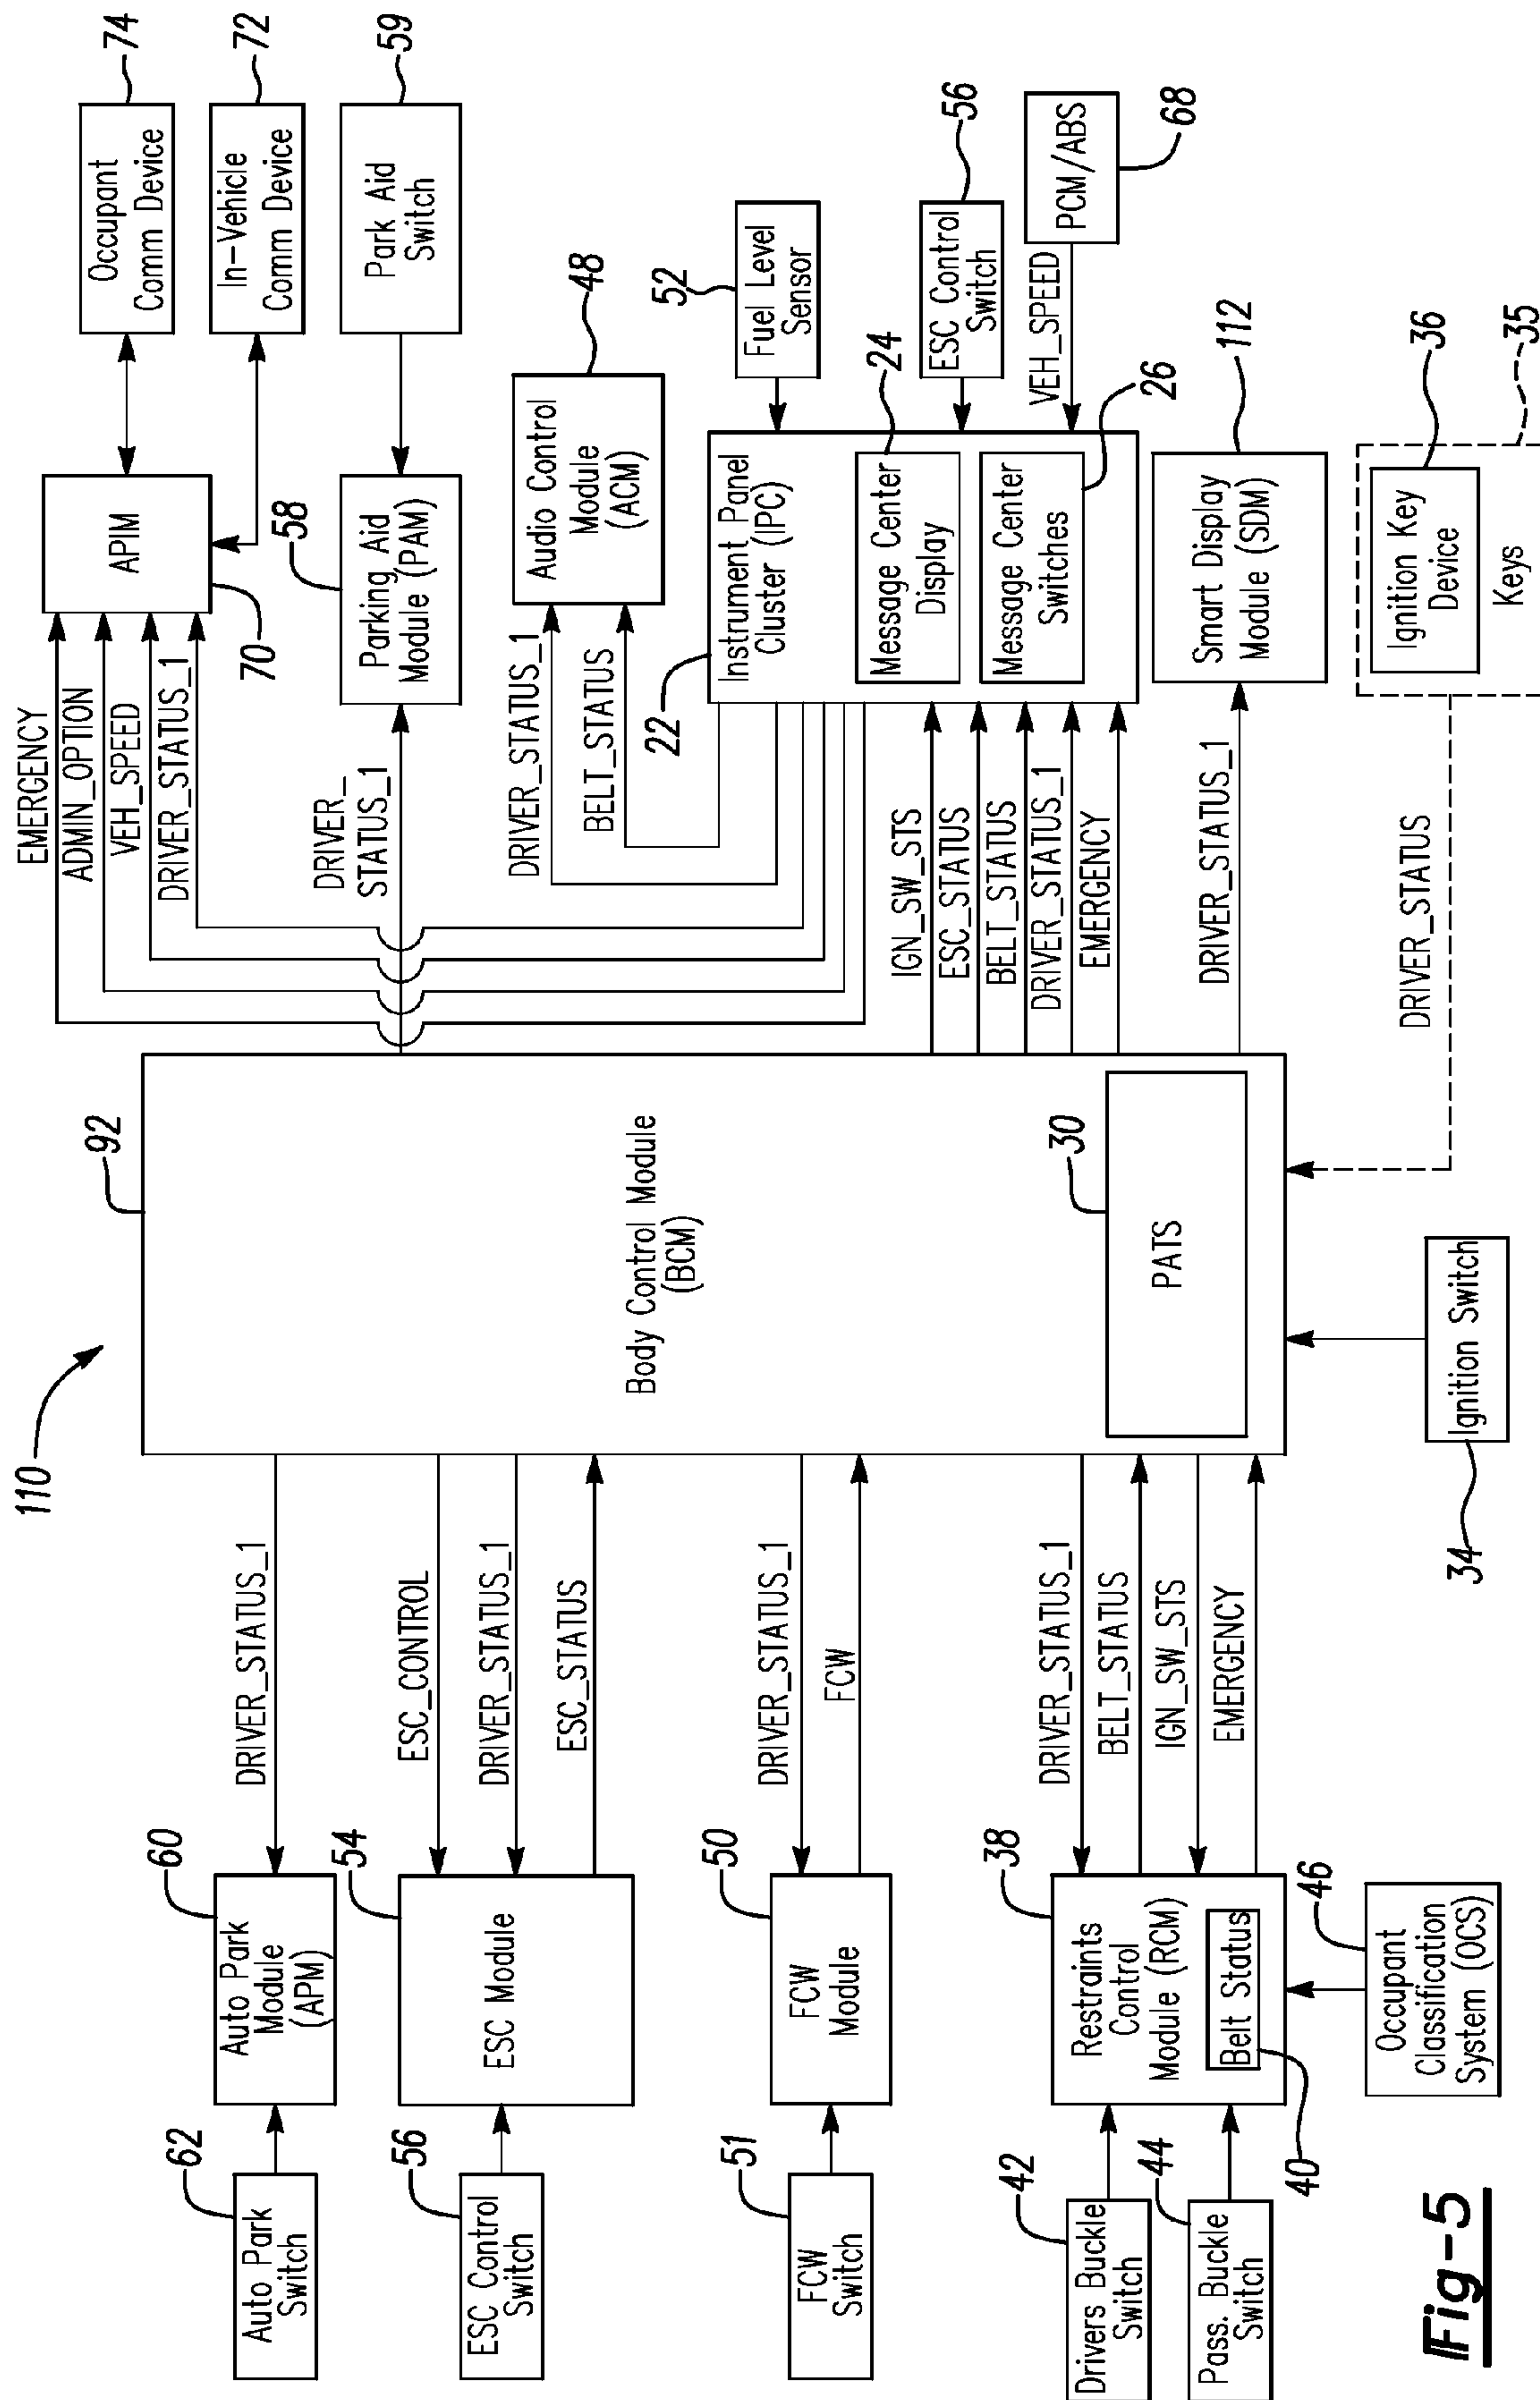 110
92
Body Control Module
(BCM)
30
PATS
62
Auto Park
Switch
60
Auto Park
Module
(APM)
DRIVER_STATUS_1
56
ESC Control
Switch
54
ESC Module
ESC_CONTROL
DRIVER_STATUS_1
ESC_STATUS
51
FCW
Switch
50
FCW
Module
DRIVER_STATUS_1
FCW
42
Drivers Buckle
Switch
44
Pass. Buckle
Switch
38
Restraints
Control
Module (RCM)
Belt Status
40
46
Occupant
Classification
System (OCS)
DRIVER_STATUS_1
BELT_STATUS
IGN_SW_STS
EMERGENCY
34
Ignition Switch
EMERGENCY
ADMIN_OPTION
VEH_SPEED
DRIVER_STATUS_1
APIM
70
Occupant
Comm Device
74
In-Vehicle
Comm Device
72
DRIVER_
STATUS_1
58
Parking Aid
Module (PAM)
Park Aid
Switch
59
DRIVER_STATUS_1
BELT_STATUS
Audio Control
Module
(ACM)
48
22
Instrument Panel
Cluster (IPC)
Message Center
Display
24
Message Center
Switches
26
52
Fuel Level
Sensor
ESC Control
Switch
56
VEH_SPEED
PCM/ABS
68
IGN_SW_STS
ESC_STATUS
BELT_STATUS
DRIVER_STATUS_1
EMERGENCY
DRIVER_STATUS_1
Smart Display
Module (SDM)
112
DRIVER_STATUS
Ignition Key
Device
36
Keys
35
Fig-5